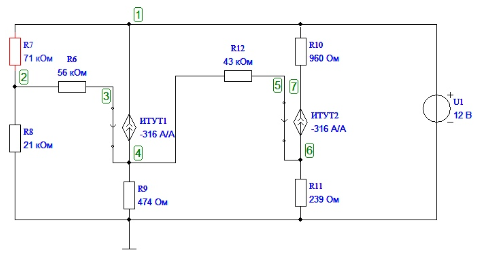 1
R7
71 кОм
R6
56 кОм
2
3
R12
43 кОм
R10
960 Ом
5
7
ИТУТ1
-316 А/А
ИТУТ2
-316 А/А
U1
12 В
+
−
R8
21 кОм
4
6
R9
474 Ом
R11
239 Ом